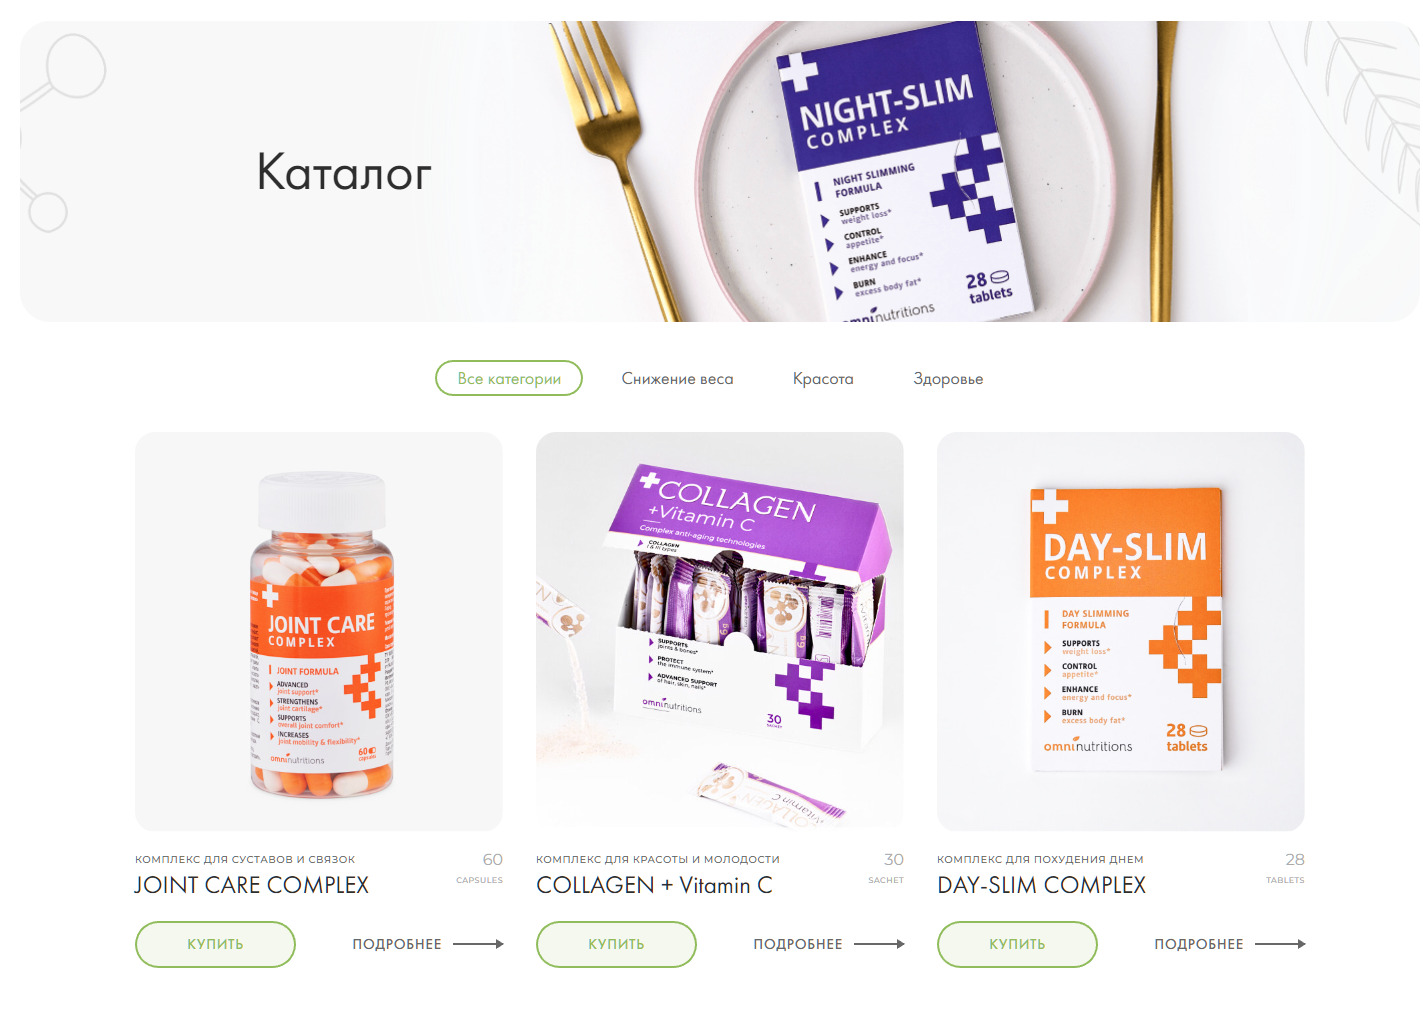 NIGHT-SLIM
COMPLEX
NIGHT SLIMMING
FORMULA
SUPPORTS
weight loss*
CONTROL
appetite*
ENHANCE
energy and focus*
BURN
excess body fat*
28
tablets
omninutritions
Каталог
Все категории
Снижение веса
Красота
Здоровье
JOINT CARE
COMPLEX
JOINT FORMULA
ADVANCED
joint support*
STRENGTHENS
joint cartilage*
SUPPORTS
overall joint comfort*
INCREASES
joint mobility & flexibility*
60
capsules
omninutritions
COLLAGEN
+Vitamin C
Complex anti-aging technologies
COLLAGEN
I & III types
SUPPORTS
joints & bones*
PROTECT
the immune system*
ADVANCED SUPPORT
of hair, skin, nails*
omninutritions
30
SACHET
COLLAGEN
Vitamin C
DAY-SLIM
COMPLEX
DAY SLIMMING
FORMULA
SUPPORTS
weight loss*
CONTROL
appetite*
ENHANCE
energy and focus*
BURN
excess body fat*
28
tablets
omninutritions
КОМПЛЕКС ДЛЯ СУСТАВОВ И СВЯЗОК
60
JOINT CARE COMPLEX
CAPSULES
КУПИТЬ
ПОДРОБНЕЕ
КОМПЛЕКС ДЛЯ КРАСОТЫ И МОЛОДОСТИ
30
COLLAGEN + Vitamin C
SACHET
КУПИТЬ
ПОДРОБНЕЕ
КОМПЛЕКС ДЛЯ ПОХУДЕНИЯ ДНЕМ
28
DAY-SLIM COMPLEX
TABLETS
КУПИТЬ
ПОДРОБНЕЕ